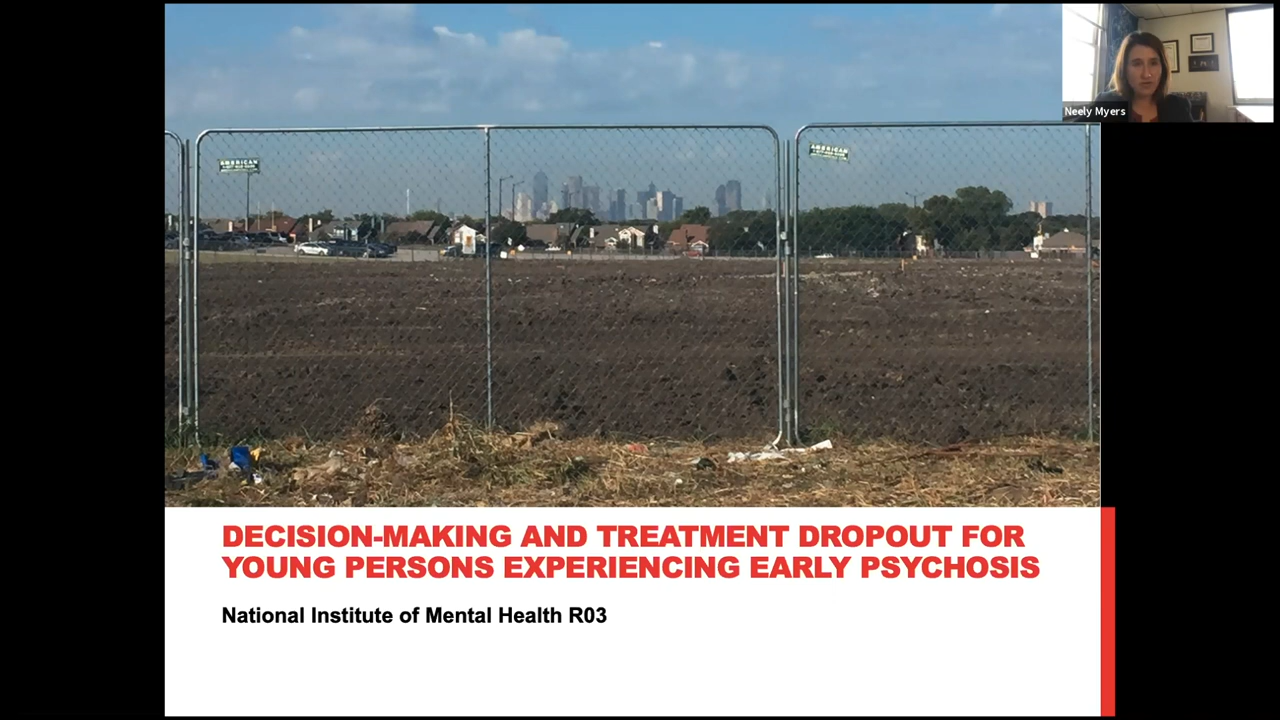 Neely Myers
AMERICAN
AMERICAN
DECISION-MAKING AND TREATMENT DROPOUT FOR
YOUNG PERSONS EXPERIENCING EARLY PSYCHOSIS
National Institute of Mental Health R03